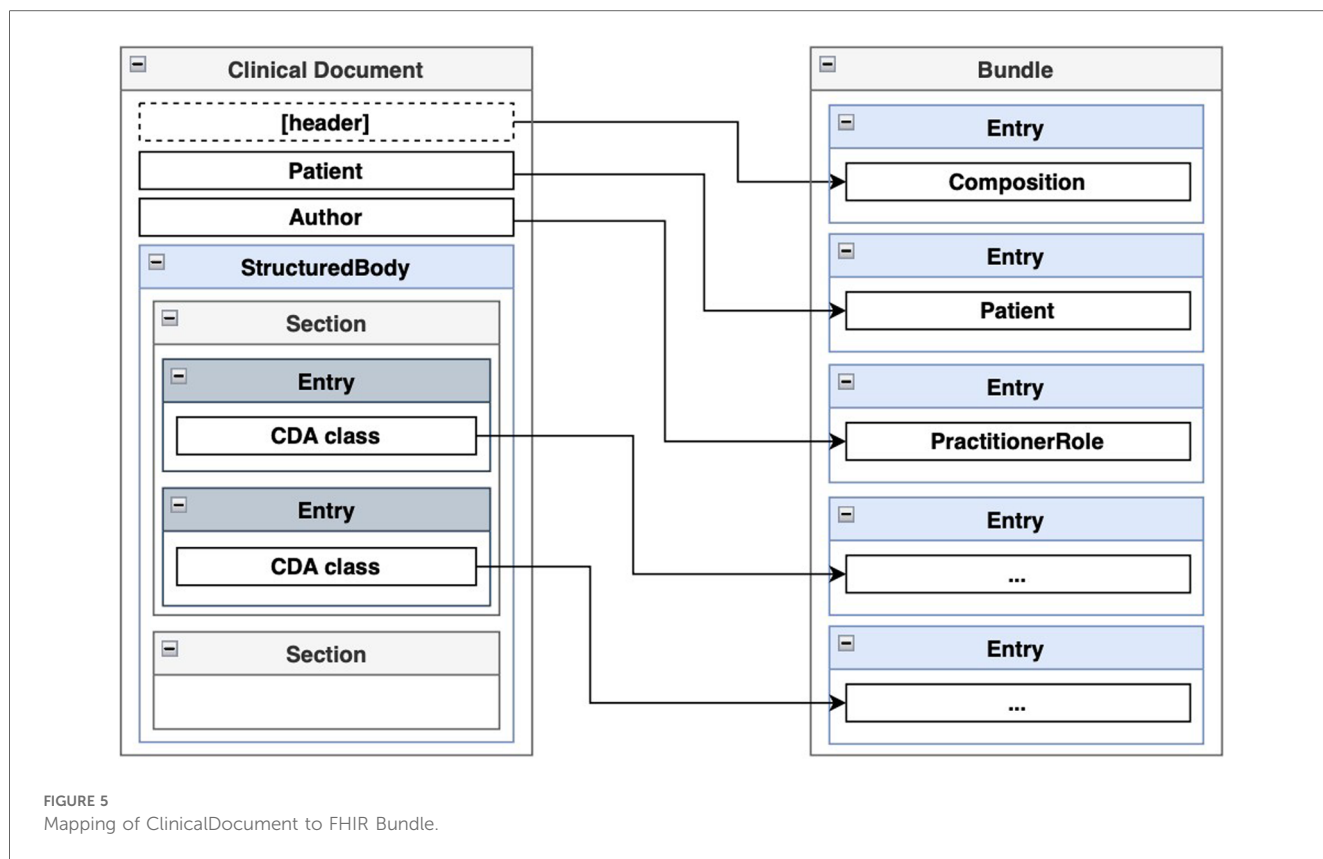 Clinical Document
[header]
Patient
Author
StructuredBody
Section
Entry
CDA class
Entry
CDA class
Section
Bundle
Entry
Composition
Entry
Patient
Entry
PractitionerRole
Entry
...
Entry
...
FIGURE 5
Mapping of ClinicalDocument to FHIR Bundle.